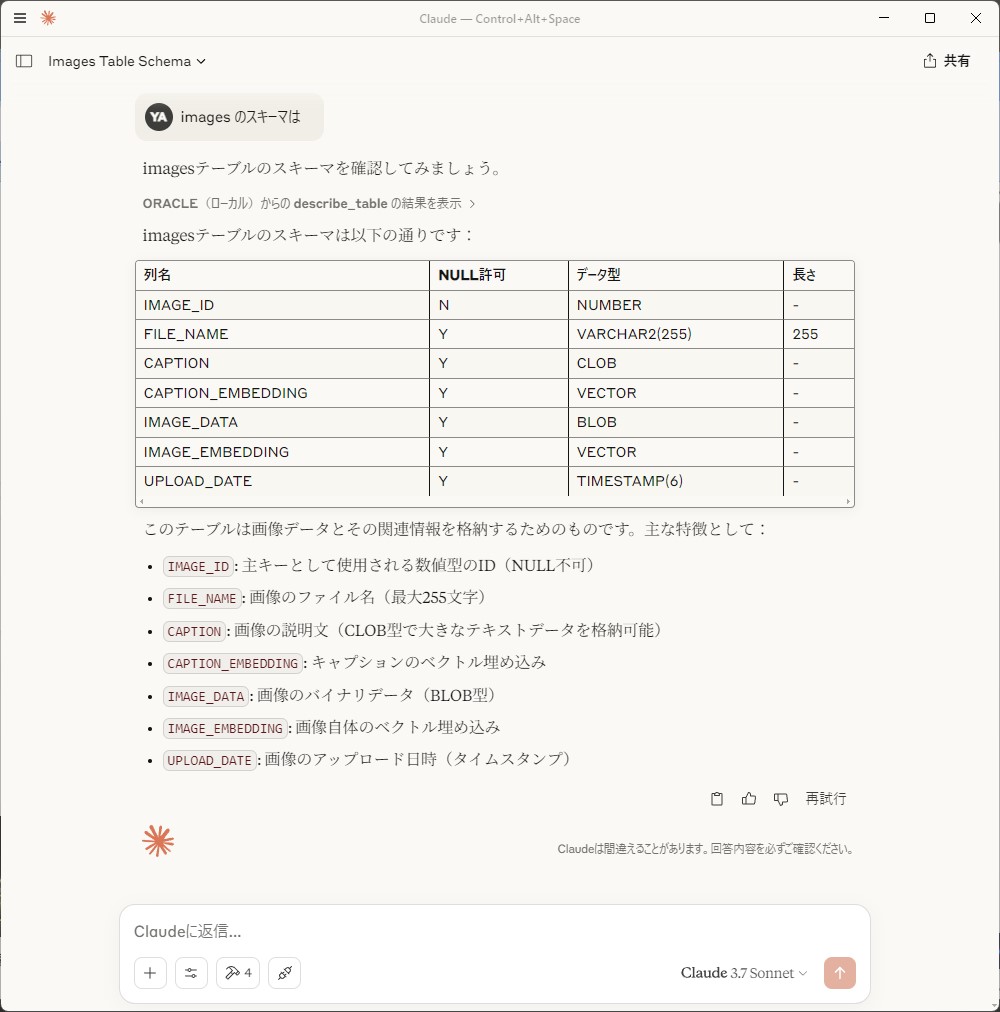 Claude — Control+Alt+Space
Images Table Schema
共有
YA images のスキーマは
imagesテーブルのスキーマを確認してみましょう。
ORACLE（ローカル）からの describe_table の結果を表示
imagesテーブルのスキーマは以下の通りです：
列名 NULL許可 データ型 長さ
IMAGE_ID N NUMBER -
FILE_NAME Y VARCHAR2(255) 255
CAPTION Y CLOB -
CAPTION_EMBEDDING Y VECTOR -
IMAGE_DATA Y BLOB -
IMAGE_EMBEDDING Y VECTOR -
UPLOAD_DATE Y TIMESTAMP(6) -
このテーブルは画像データとその関連情報を格納するためのものです。主な特徴として：
• IMAGE_ID: 主キーとして使用される数値型のID（NULL不可）
• FILE_NAME: 画像のファイル名（最大255文字）
• CAPTION: 画像の説明文（CLOB型で大きなテキストデータを格納可能）
• CAPTION_EMBEDDING: キャプションのベクトル埋め込み
• IMAGE_DATA: 画像のバイナリデータ（BLOB型）
• IMAGE_EMBEDDING: 画像自体のベクトル埋め込み
• UPLOAD_DATE: 画像のアップロード日時（タイムスタンプ）
再試行
Claudeは間違えることがあります。回答内容を必ずご確認ください。
Claudeに返信...
4
Claude 3.7 Sonnet